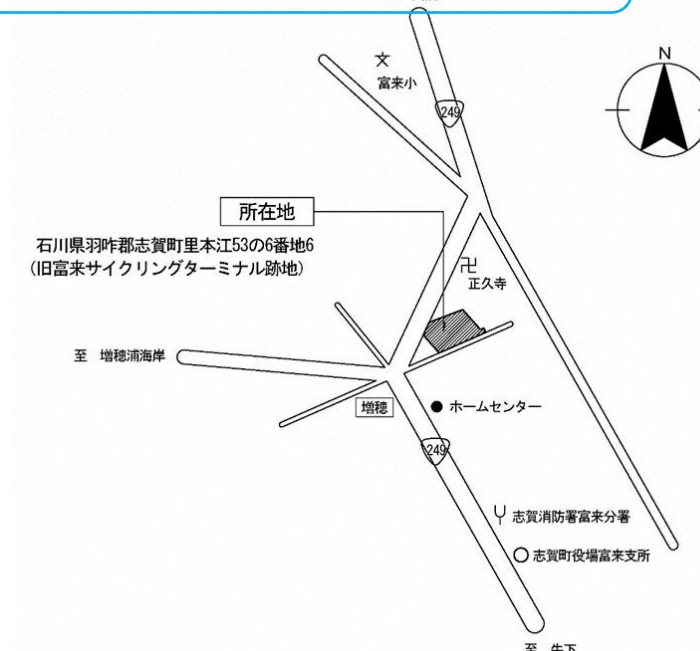 文
富来小
N
249
所在地
石川県羽咋郡志賀町里本江53の6番地6
(旧富来サイクリングターミナル跡地)
卍
正久寺
至 増穂浦海岸
増穂
ホームセンター
249
志賀消防署富来分署
志賀町役場富来支所